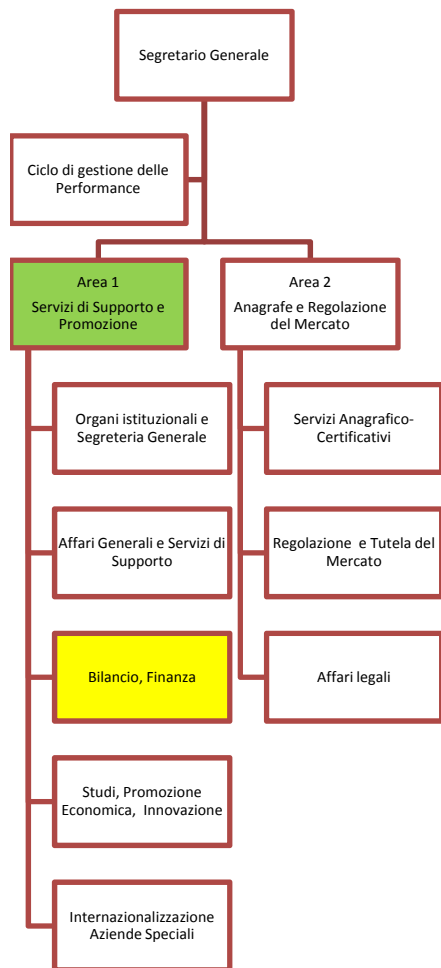 Segretario Generale
Ciclo di gestione delle
Performance
Area 1
Servizi di Supporto e
Promozione
Area 2
Anagrafe e Regolazione
del Mercato
Organi istituzionali e
Segreteria Generale
Affari Generali e Servizi di
Supporto
Bilancio, Finanza
Studi, Promozione
Economica, Innovazione
Internazionalizzazione
Aziende Speciali
Servizi Anagrafico-
Certificativi
Regolazione e Tutela del
Mercato
Affari legali